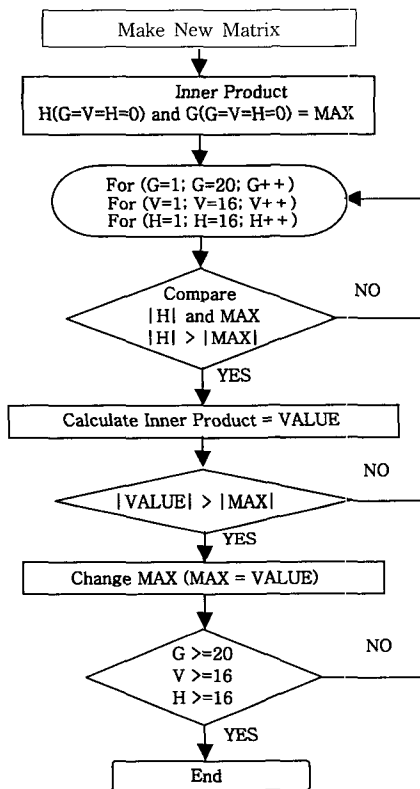 Make New Matrix
Inner Product
H(G=V=H=0) and G(G=V=H=0) = MAX
For (G=1; G=20; G++)
For (V=1; V=16; V++)
For (H=1; H=16; H++)
Compare
|H| and MAX
|H| > |MAX|
NO
YES
Calculate Inner Product = VALUE
NO
|VALUE| > |MAX|
YES
Change MAX (MAX = VALUE)
G >=20
V >=16
H >=16
NO
YES
End